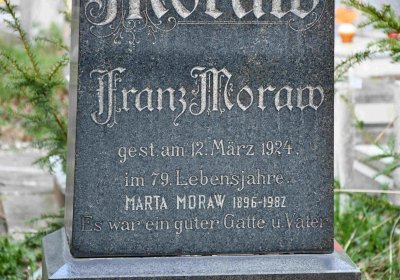 Moraw
Franz Moraw
gest. am 12. März 1924.
im 79. Lebensjahre.
MARTA MORAW 1896-1982
Es war ein guter Gatte u. Vater